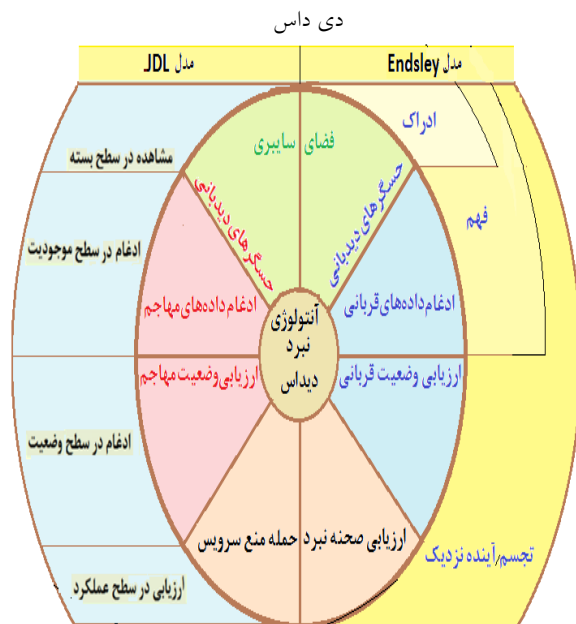 دی داس
مدل Endsley
مدل JDL
ادراک
فضای سایبری
مشاهده در سطح بسته
حسگرهای دیدبانی
حسگرهای دیدبانی
فهم
ادغام در سطح موجودیت
ادغام داده‌های قربانی
آنتولوژی
نبرد
دیداس
ادغام داده‌های مهاجم
ارزیابی وضعیت قربانی
ارزیابی وضعیت مهاجم
ادغام در سطح وضعیت
ارزیابی صحنه نبرد
حمله منع سرویس
تجسم/آینده نزدیک
ارزیابی در سطح عملکرد